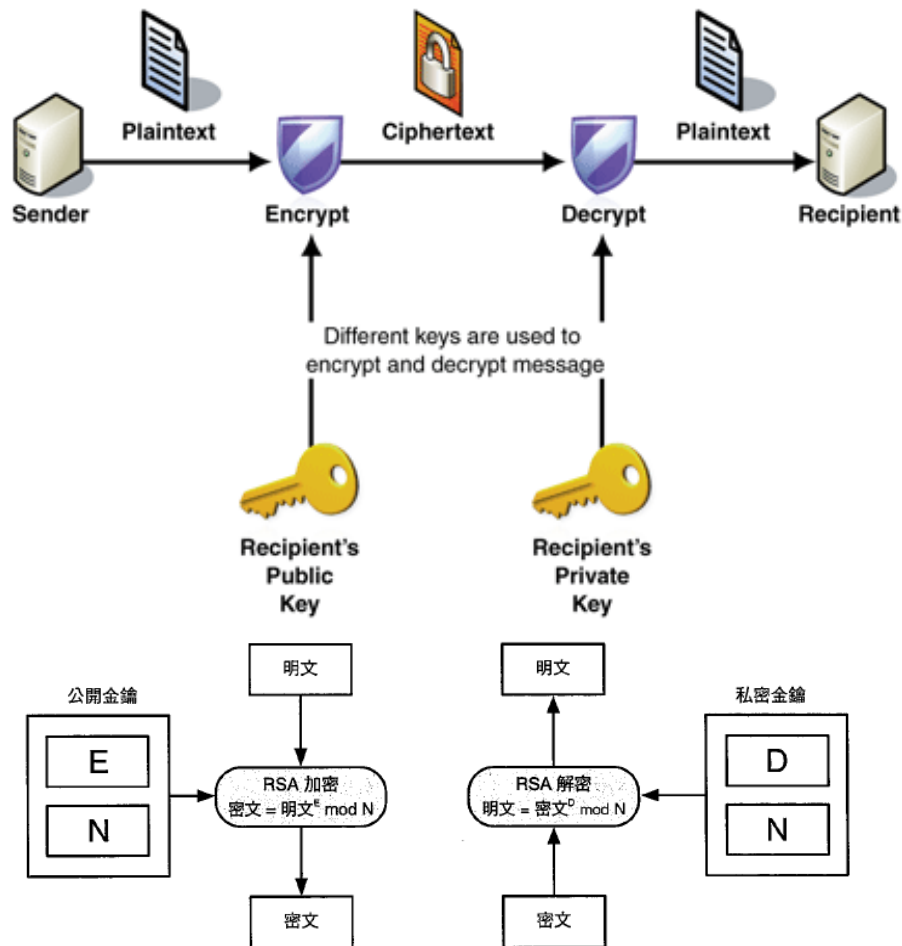 Plaintext
Ciphertext
Plaintext
Sender
Encrypt
Decrypt
Recipient
Different keys are used to
encrypt and decrypt message
Recipient's
Public
Key
Recipient's
Private
Key
公開金鑰
明文
明文
私密金鑰
E
N
RSA 加密
密文 = 明文^E mod N
RSA 解密
明文 = 密文^D mod N
D
N
密文
密文